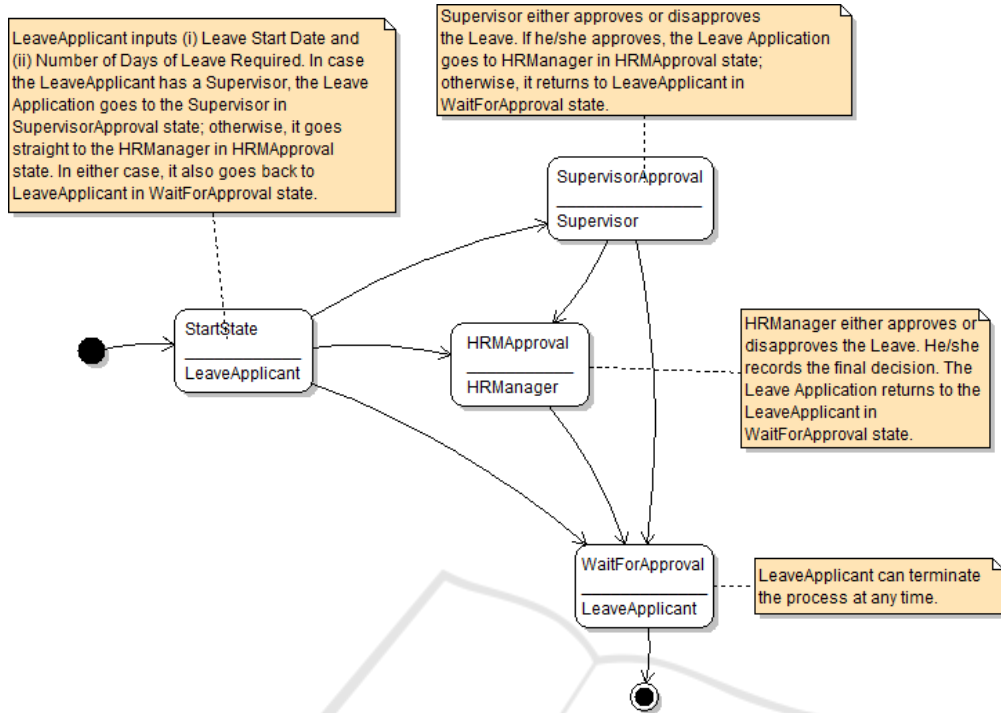 LeaveApplicant inputs (i) Leave Start Date and
(ii) Number of Days of Leave Required. In case
the LeaveApplicant has a Supervisor, the Leave
Application goes to the Supervisor in
SupervisorApproval state; otherwise, it goes
straight to the HRManager in HRMApproval
state. In either case, it also goes back to
LeaveApplicant in WaitForApproval state.
Supervisor either approves or disapproves
the Leave. If he/she approves, the Leave Application
goes to HRManager in HRMApproval state;
otherwise, it returns to LeaveApplicant in
WaitForApproval state.
SupervisorApproval
Supervisor
StartState
LeaveApplicant
HRMApproval
HRManager
HRManager either approves or
disapproves the Leave. He/she
records the final decision. The
Leave Application returns to the
LeaveApplicant in
WaitForApproval state.
WaitForApproval
LeaveApplicant
LeaveApplicant can terminate
the process at any time.